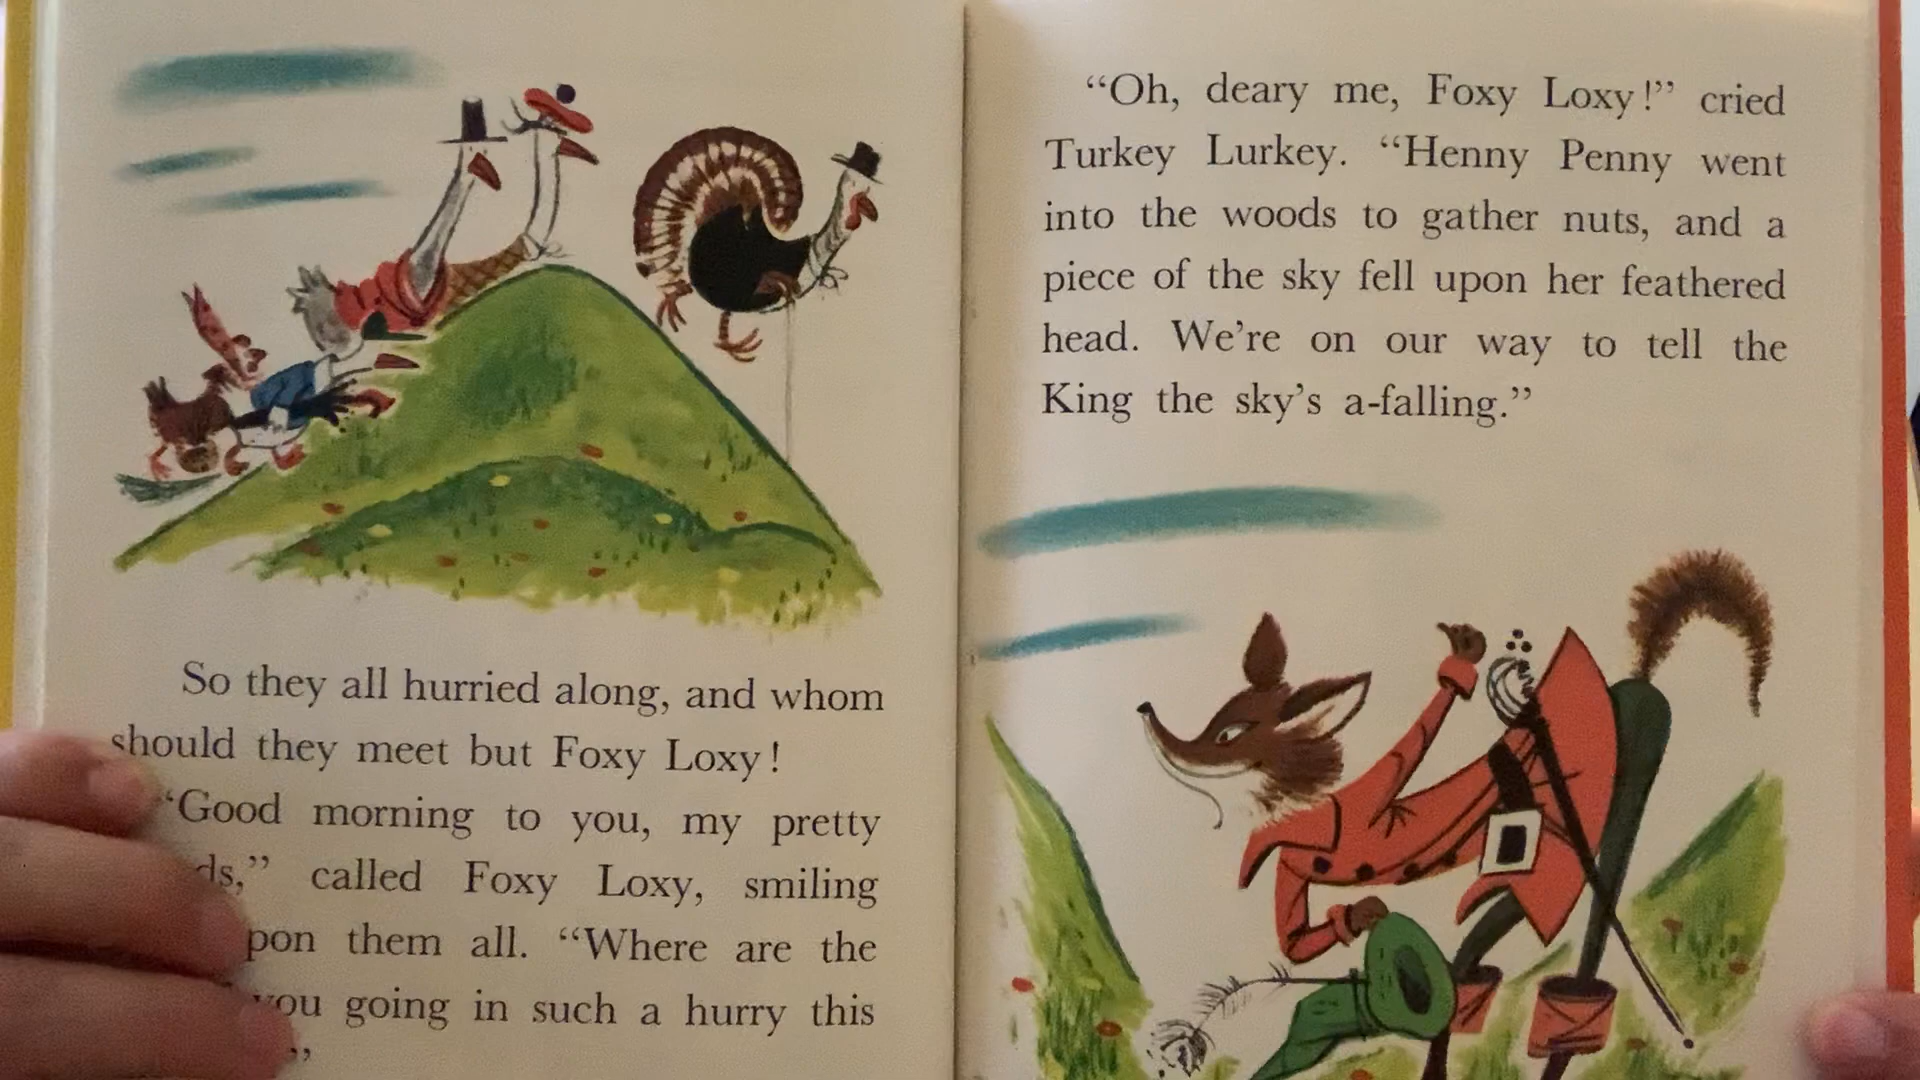 So they all hurried along, and whom
should they meet but Foxy Loxy!
“Good morning to you, my pretty
ds,” called Foxy Loxy, smiling
pon them all. “Where are the
you going in such a hurry this
”
“Oh, deary me, Foxy Loxy!” cried
Turkey Lurkey. “Henny Penny went
into the woods to gather nuts, and a
piece of the sky fell upon her feathered
head. We’re on our way to tell the
King the sky’s a-falling.”